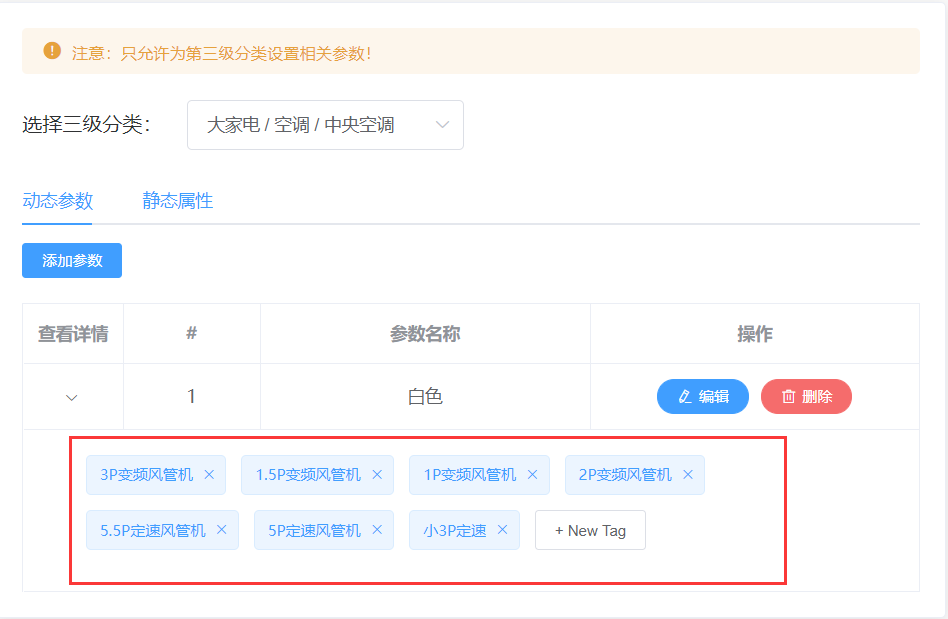 注意：只允许为第三级分类设置相关参数！
选择三级分类：
大家电 / 空调 / 中央空调
动态参数 静态属性
添加参数
查看详情 # 参数名称 操作
1 白色 编辑 删除
3P变频风管机 1.5P变频风管机 1P变频风管机 2P变频风管机
5.5P定速风管机 5P定速风管机 小3P定速 + New Tag